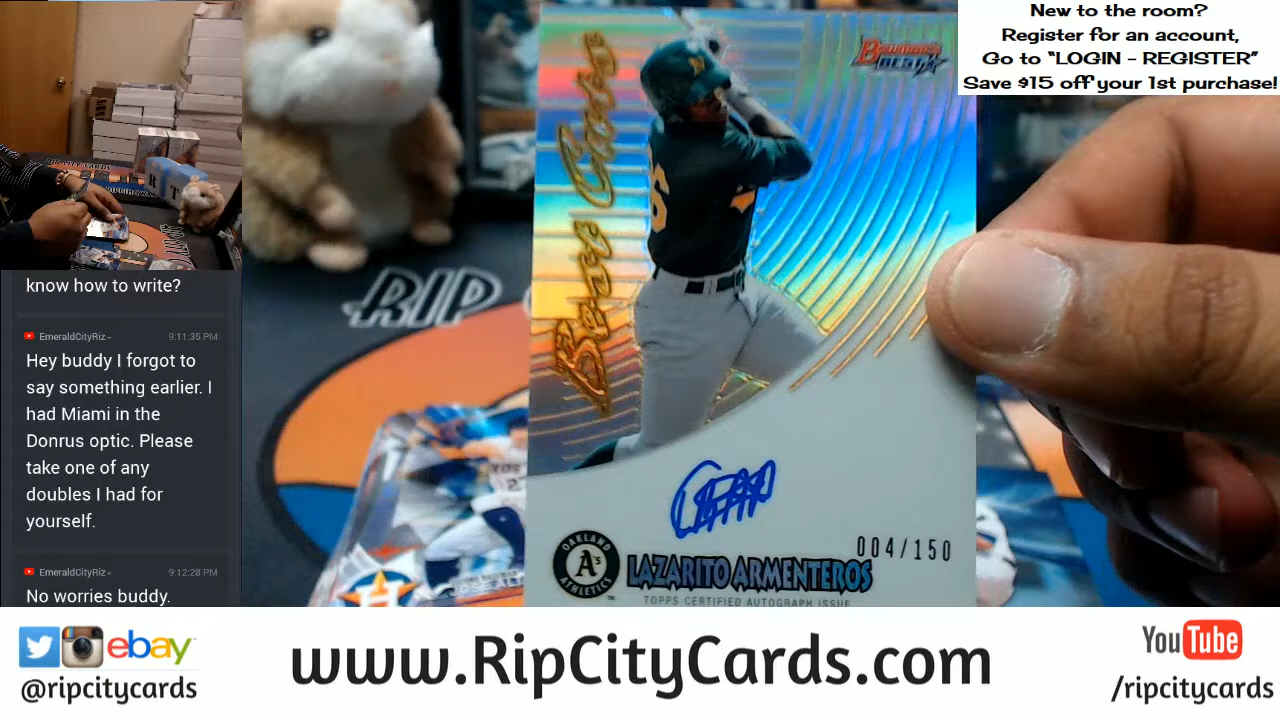 New to the room?
Register for an account,
Go to “LOGIN - REGISTER”
Save $15 off your 1st purchase!
know how to write?
EmeraldCityRiz-
9:11:35 PM
Hey buddy I forgot to
say something earlier. I
had Miami in the
Donrus optic. Please
take one of any
doubles I had for
yourself.
EmeraldCityRiz-
9:12:28 PM
No worries buddy.
BOWMAN'S
BEST
RIP
OAKLAND
A's
ATHLETICS
004/150
LAZARITO ARMENTEROS
TOPPS CERTIFIED AUTOGRAPH ISSUE
ebay
@ripcitycards
www.RipCityCards.com
YouTube
/ripcitycards